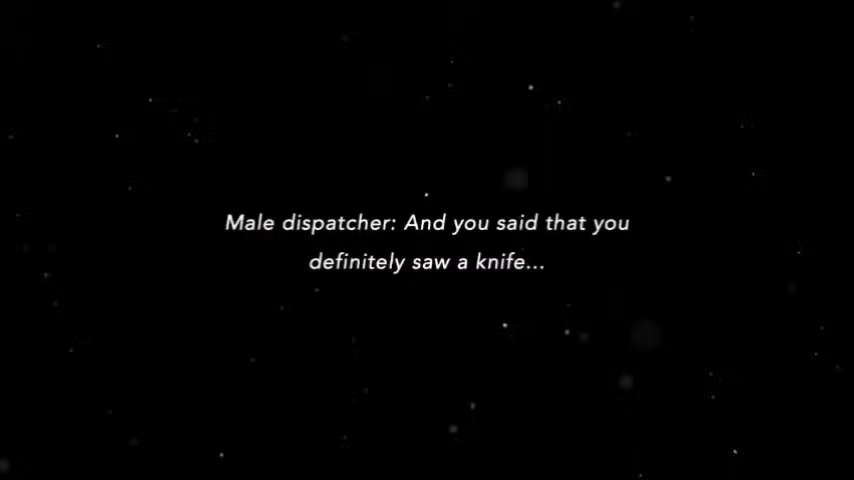 Male dispatcher: And you said that you
definitely saw a knife...